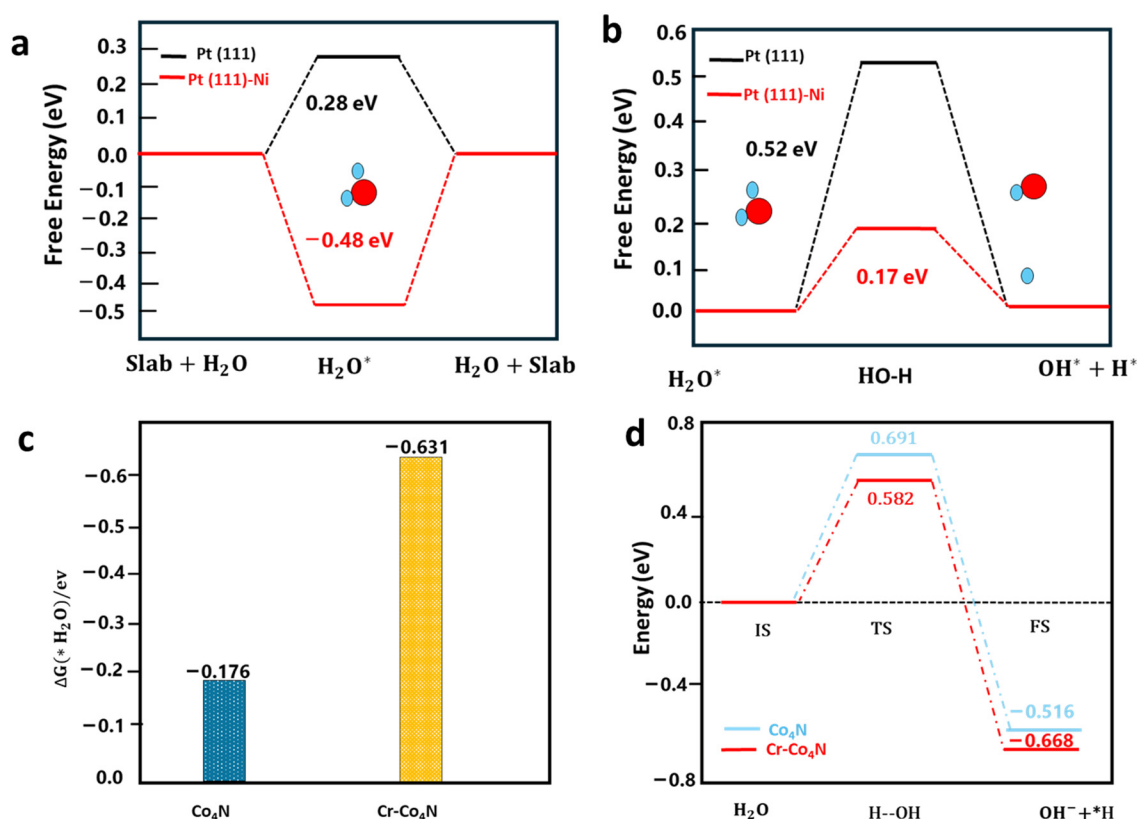 a
Free Energy (eV)
0.3
0.2
0.1
0.0
−0.1
−0.2
−0.3
−0.4
−0.5
Pt (111)
Pt (111)-Ni
0.28 eV
−0.48 eV
Slab + H₂O
H₂O*
H₂O + Slab
b
Free Energy (eV)
0.6
0.5
0.4
0.3
0.2
0.1
0.0
Pt (111)
Pt (111)-Ni
0.52 eV
0.17 eV
H₂O*
HO-H
OH* + H*
c
ΔG(* H₂O)/ev
−0.6
−0.5
−0.4
−0.3
−0.2
−0.1
0.0
−0.176
−0.631
Co₄N
Cr-Co₄N
d
Energy (eV)
0.8
0.4
0.0
−0.4
−0.8
0.691
0.582
IS
TS
FS
−0.516
−0.668
Co₄N
Cr-Co₄N
H₂O
H--OH
OH⁻+*H